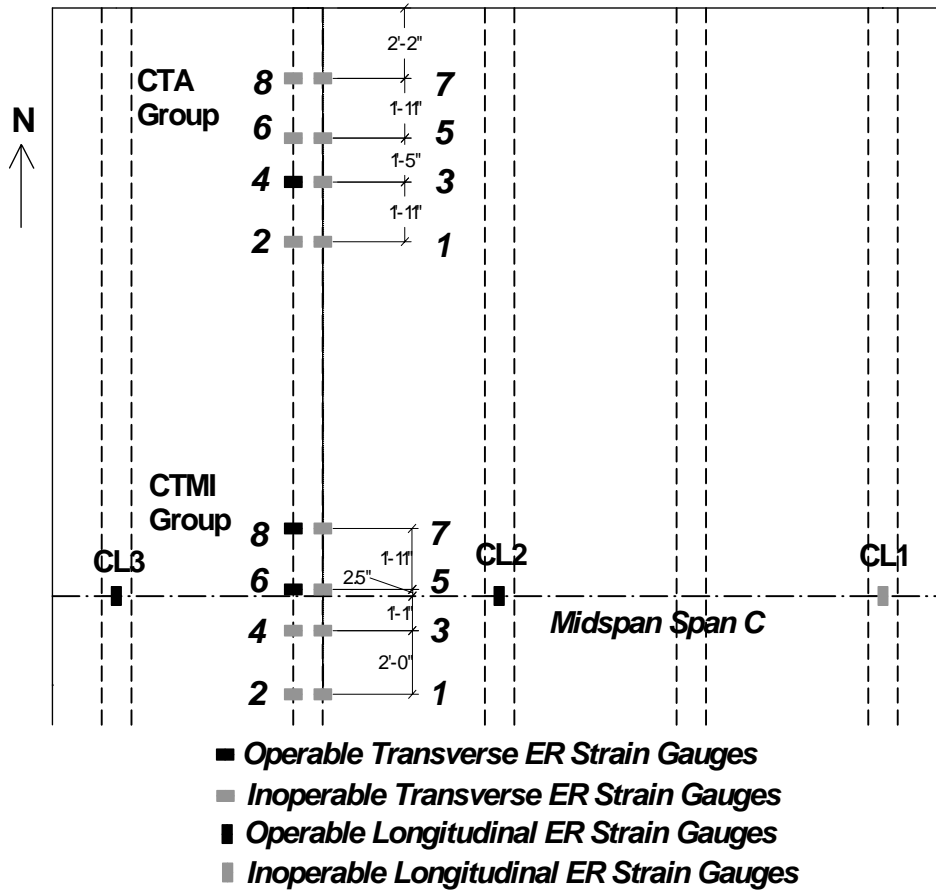 2'-2"
CTA
Group
8
7
1'-11"
N
6
5
1'-5"
4
3
1'-11"
2
1
CTMI
Group
8
7
CL3
CL2
CL1
1'-11"
6
2.5"
5
1'-1"
4
3
Midspan Span C
2'-0"
2
1
Operable Transverse ER Strain Gauges
Inoperable Transverse ER Strain Gauges
Operable Longitudinal ER Strain Gauges
Inoperable Longitudinal ER Strain Gauges